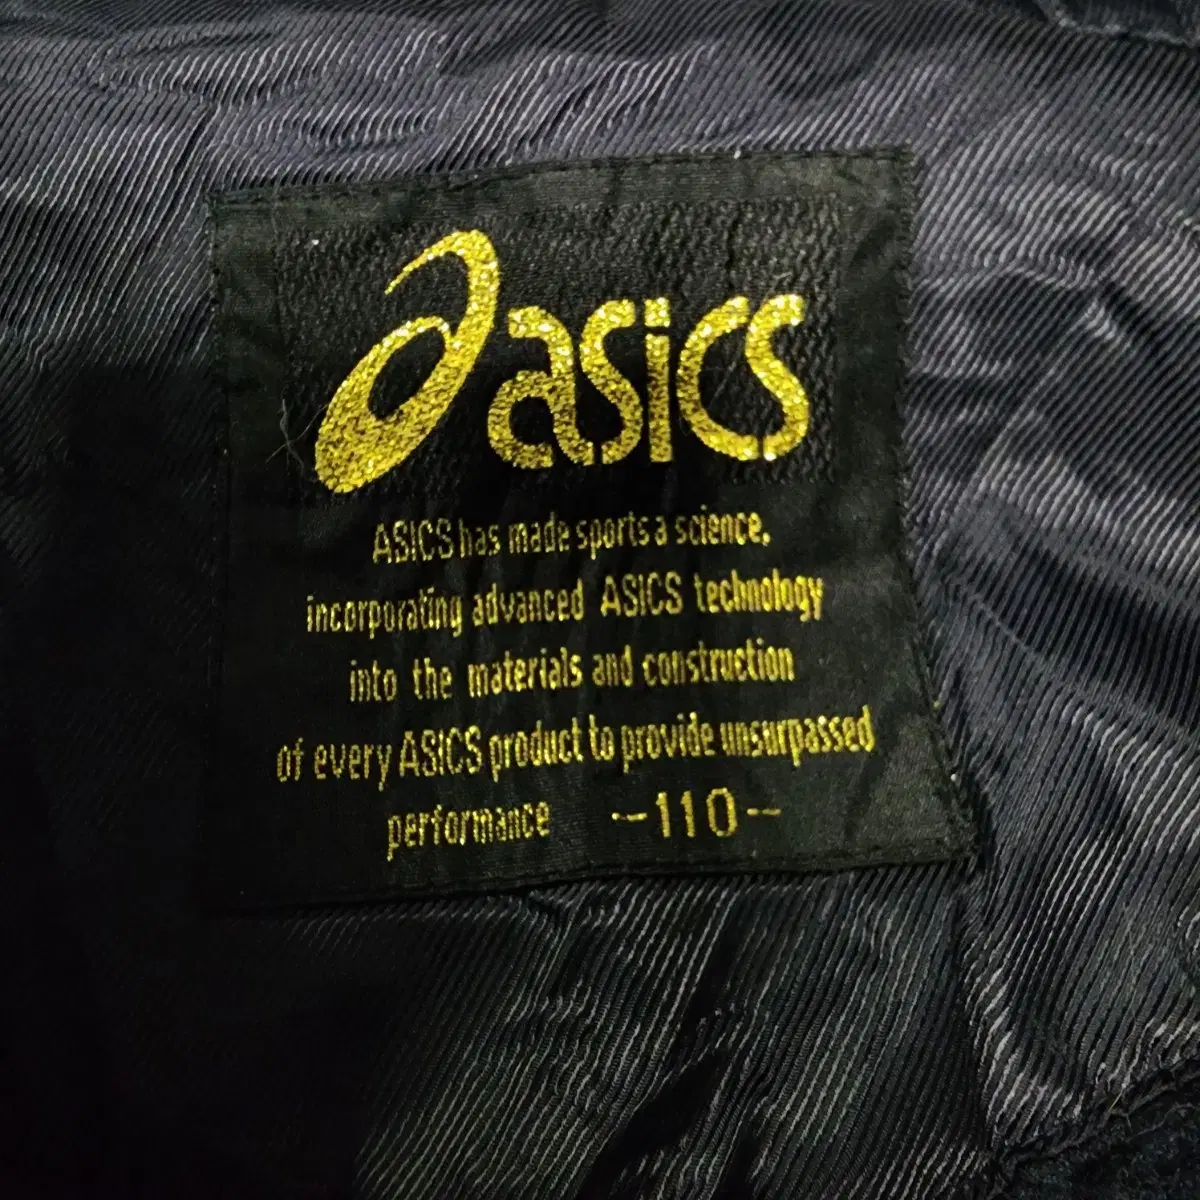 asics
ASICS has made sports a science,
incorporating advanced ASICS technology
into the materials and construction
of every ASICS product to provide unsurpassed
performance -110-